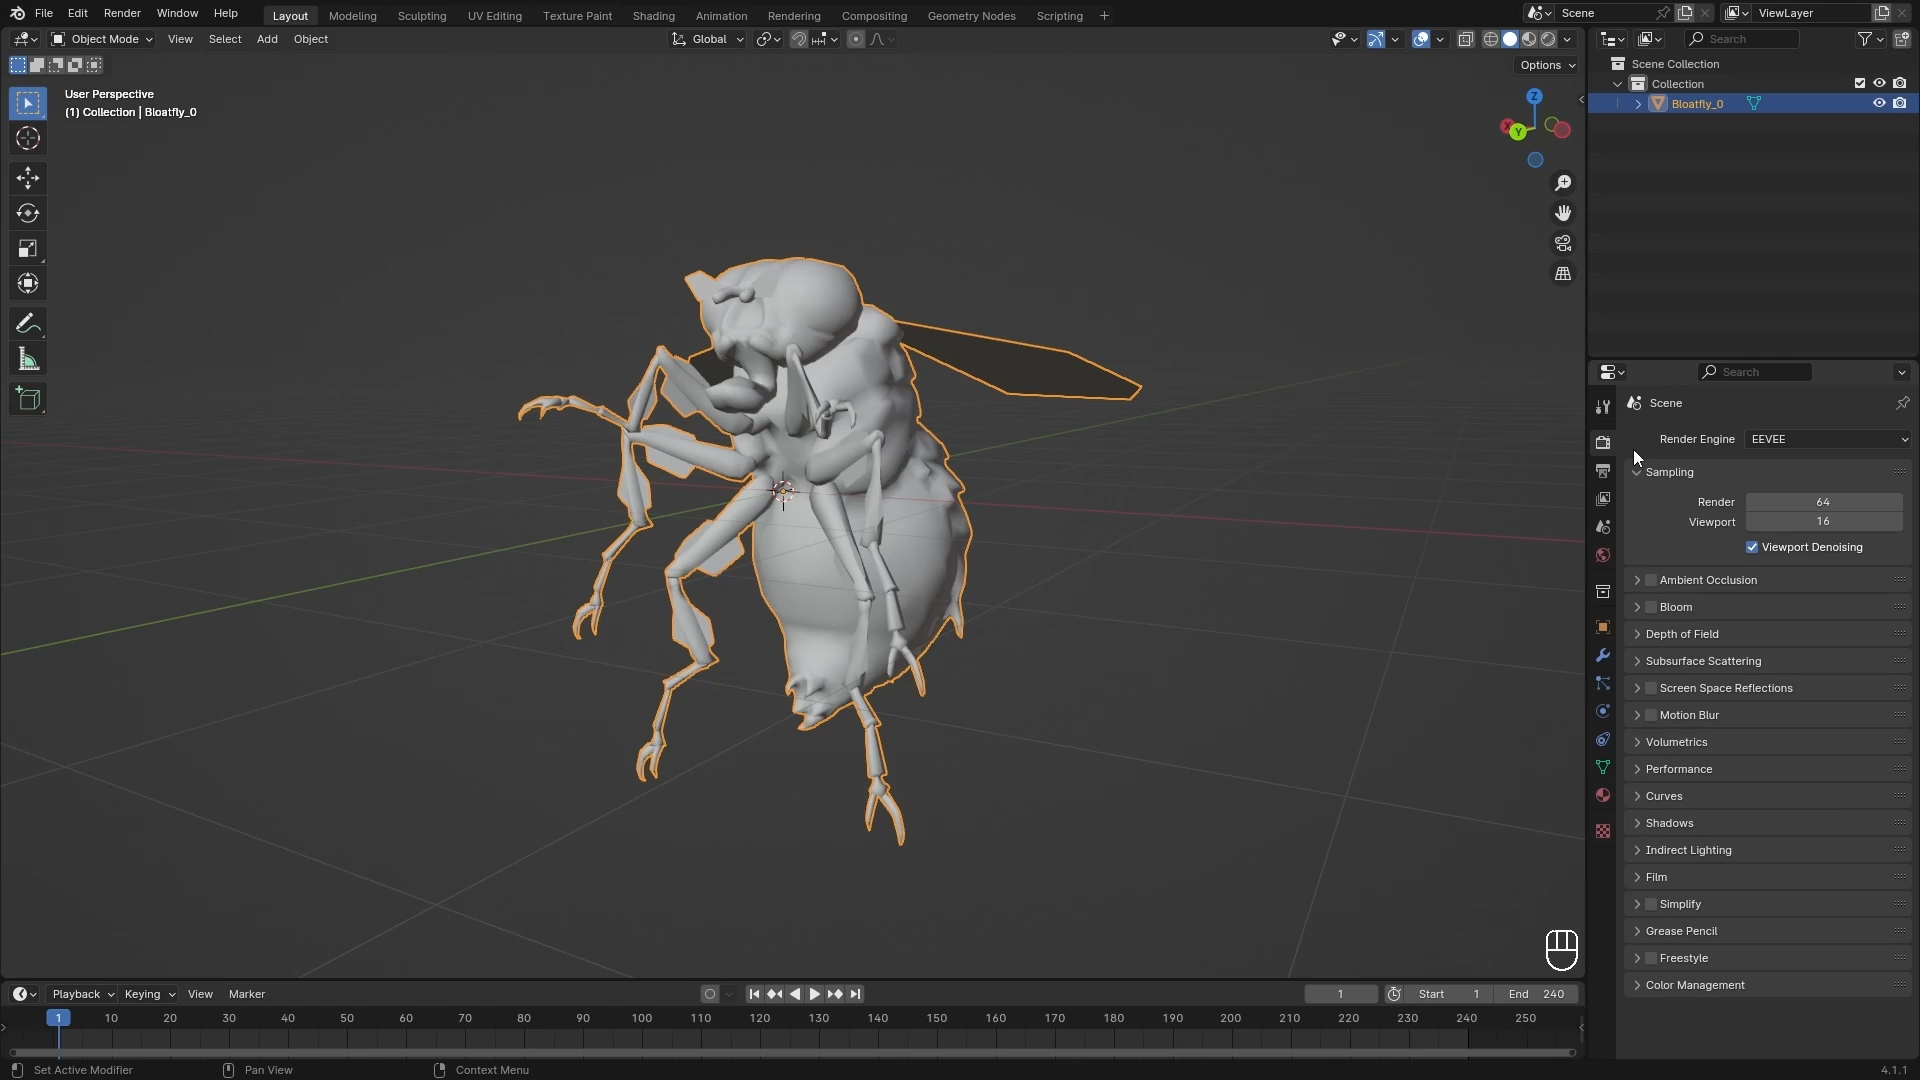 File Edit Render Window Help Layout Modeling Sculpting UV Editing Texture Paint Shading Animation Rendering Compositing Geometry Nodes Scripting + Scene ViewLayer
Object Mode View Select Add Object Global Search
Options
User Perspective
(1) Collection | Bloatfly_0
Z
X
Y
Scene Collection
Collection
Bloatfly_0
Search
Scene
Render Engine EEVEE
Sampling
Render 64
Viewport 16
Viewport Denoising
Ambient Occlusion
Bloom
Depth of Field
Subsurface Scattering
Screen Space Reflections
Motion Blur
Volumetrics
Performance
Curves
Shadows
Indirect Lighting
Film
Simplify
Grease Pencil
Freestyle
Color Management
Playback Keying View Marker 1 Start 1 End 240
1 10 20 30 40 50 60 70 80 90 100 110 120 130 140 150 160 170 180 190 200 210 220 230 240 250
Set Active Modifier Pan View Context Menu 4.1.1